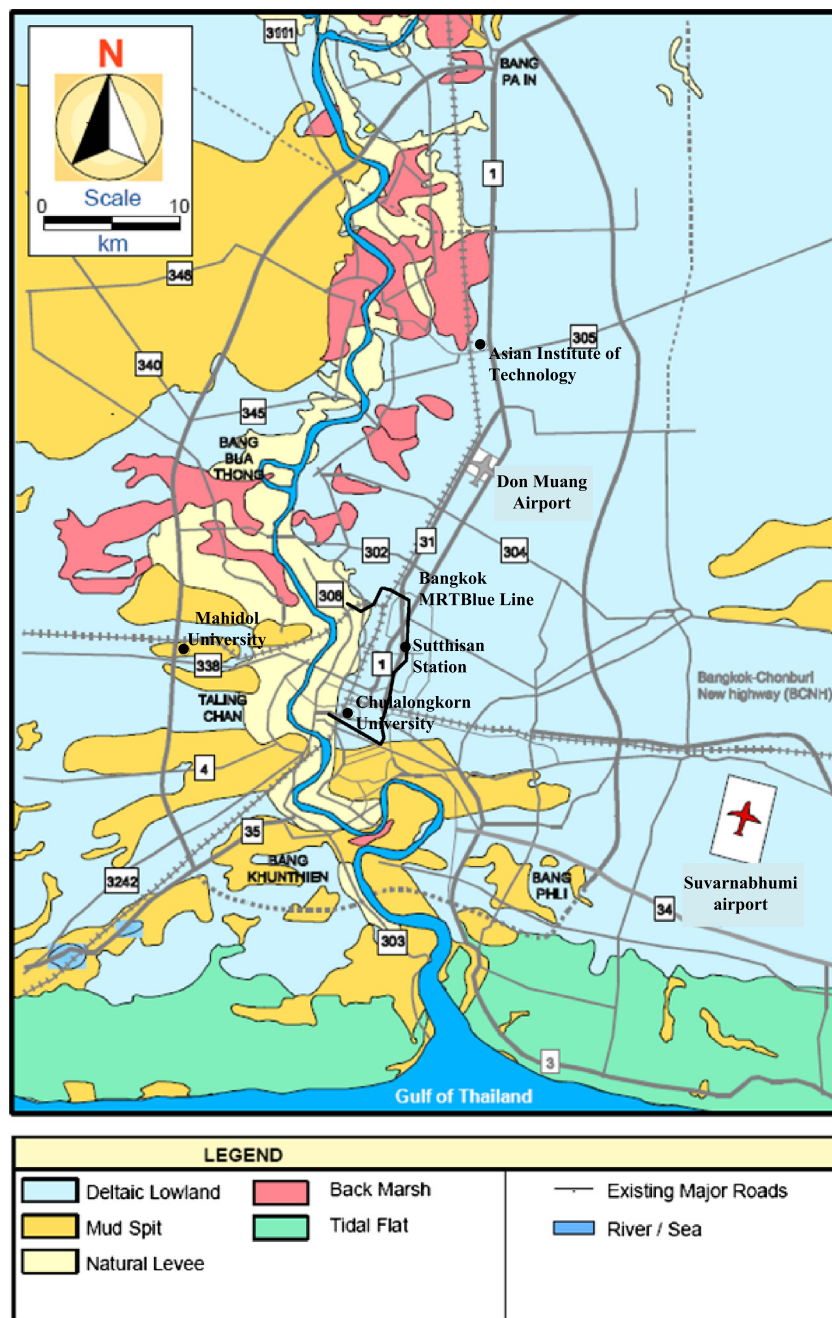 N
Scale
0 10
km
3111
BANG
PA IN
1
346
305
Asian Institute of
Technology
340
345
BANG
BUA
THONG
Don Muang
Airport
31
302
304
Bangkok
MRTBlue Line
306
Mahidol
University
Sutthisan
Station
338
1
Bangkok-Chonburi
New highway (BCNH)
TALING
CHAN
Chulalongkorn
University
4
35
BANG
KHUNTHIEN
3242
BANG
PHLI
Suvarnabhumi
airport
34
303
3
Gulf of Thailand
LEGEND
Deltaic Lowland
Back Marsh
Existing Major Roads
Mud Spit
Tidal Flat
River / Sea
Natural Levee